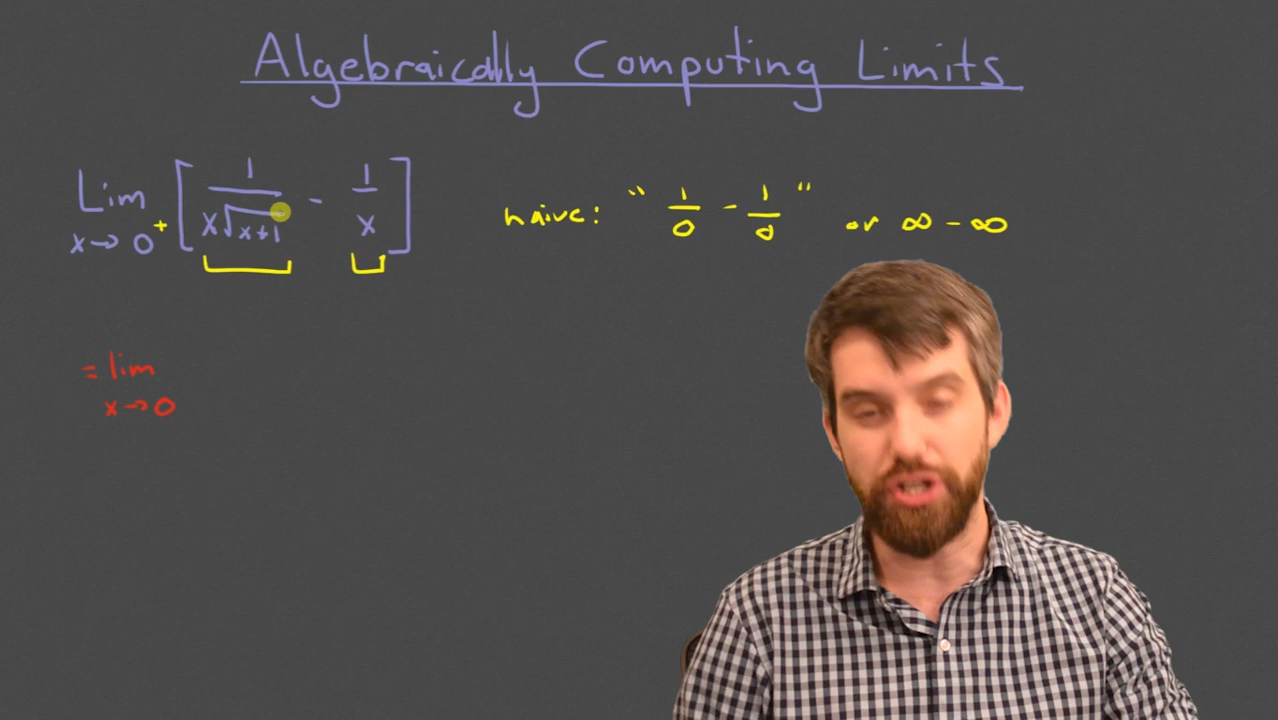 Algebraically Computing Limits
Lim x→0⁺ [ 1/(x√(x+1)) - 1/x ]
naive: " 1/0 - 1/0 " or ∞ - ∞
= lim x→0